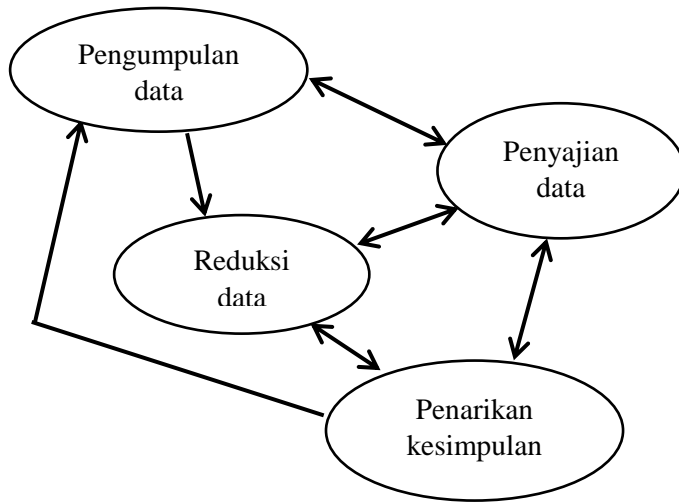 Pengumpulan
data
Penyajian
data
Reduksi
data
Penarikan
kesimpulan